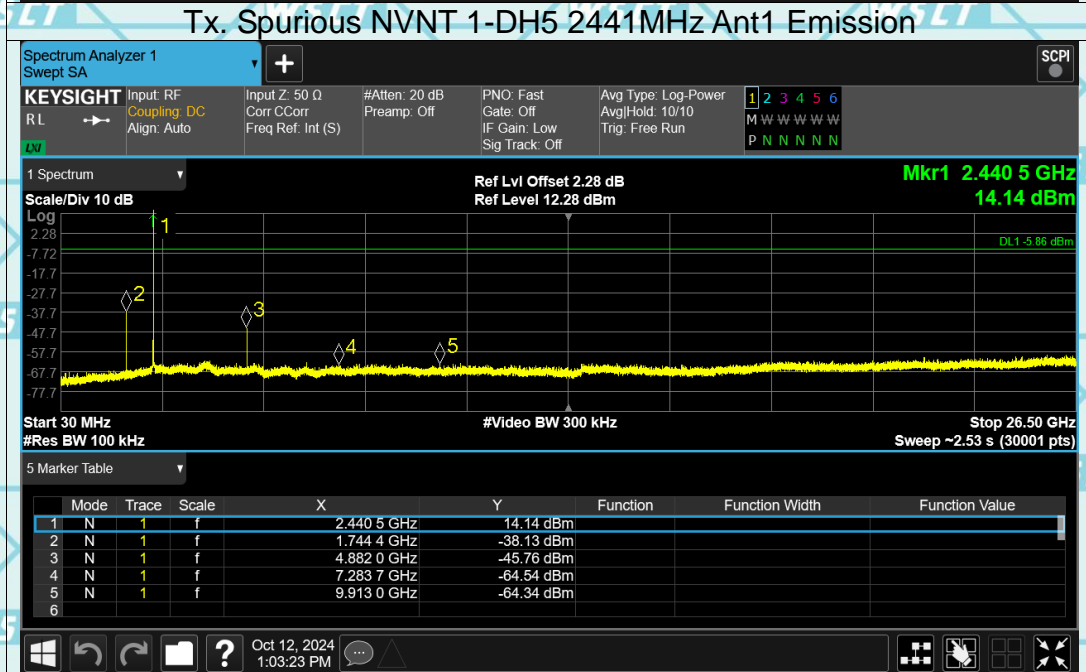 Tx. Spurious NVNT 1-DH5 2441MHz Ant1 Emission
Spectrum Analyzer 1
Swept SA
+
SCPI
KEYSIGHT
RL
LXI
Input: RF
Coupling: DC
Align: Auto
Input Z: 50 Ω
Corr CCorr
Freq Ref: Int (S)
#Atten: 20 dB
Preamp: Off
PNO: Fast
Gate: Off
IF Gain: Low
Sig Track: Off
Avg Type: Log-Power
Avg|Hold: 10/10
Trig: Free Run
1 2 3 4 5 6
M W W W W W
P N N N N N
1 Spectrum
Ref Lvl Offset 2.28 dB
Mkr1 2.440 5 GHz
Scale/Div 10 dB
Ref Level 12.28 dBm
14.14 dBm
Log
1
2.28
DL1 -5.86 dBm
-7.72
-17.7
-27.7
2
-37.7
3
-47.7
4
5
-57.7
-67.7
-77.7
Start 30 MHz
#Video BW 300 kHz
Stop 26.50 GHz
#Res BW 100 kHz
Sweep ~2.53 s (30001 pts)
5 Marker Table
Mode Trace Scale X Y Function Function Width Function Value
1 N 1 f 2.440 5 GHz 14.14 dBm
2 N 1 f 1.744 4 GHz -38.13 dBm
3 N 1 f 4.882 0 GHz -45.76 dBm
4 N 1 f 7.283 7 GHz -64.54 dBm
5 N 1 f 9.913 0 GHz -64.34 dBm
6
?
Oct 12, 2024
1:03:23 PM